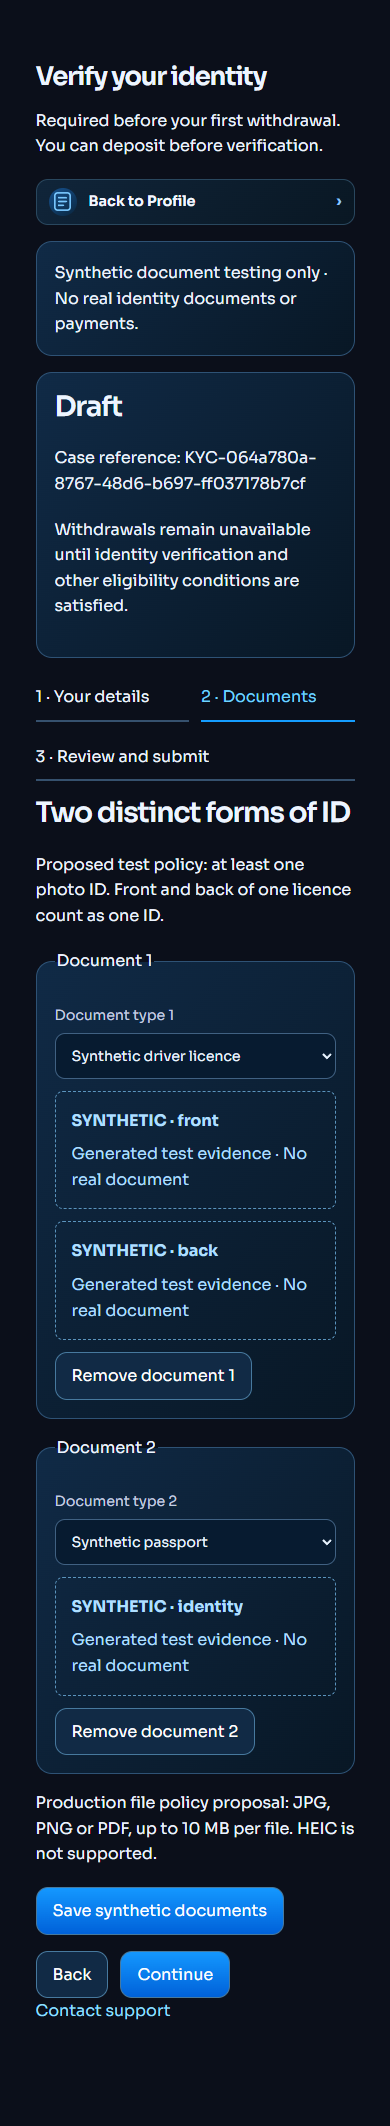 Verify your identity
Required before your first withdrawal.
You can deposit before verification.
Back to Profile ›
Synthetic document testing only ·
No real identity documents or
payments.
Draft
Case reference: KYC-064a780a-
8767-48d6-b697-ff037178b7cf
Withdrawals remain unavailable
until identity verification and
other eligibility conditions are
satisfied.
1 · Your details 2 · Documents
3 · Review and submit
Two distinct forms of ID
Proposed test policy: at least one
photo ID. Front and back of one licence
count as one ID.
Document 1
Document type 1
Synthetic driver licence
SYNTHETIC · front
Generated test evidence · No
real document
SYNTHETIC · back
Generated test evidence · No
real document
Remove document 1
Document 2
Document type 2
Synthetic passport
SYNTHETIC · identity
Generated test evidence · No
real document
Remove document 2
Production file policy proposal: JPG,
PNG or PDF, up to 10 MB per file. HEIC is
not supported.
Save synthetic documents
Back Continue
Contact support